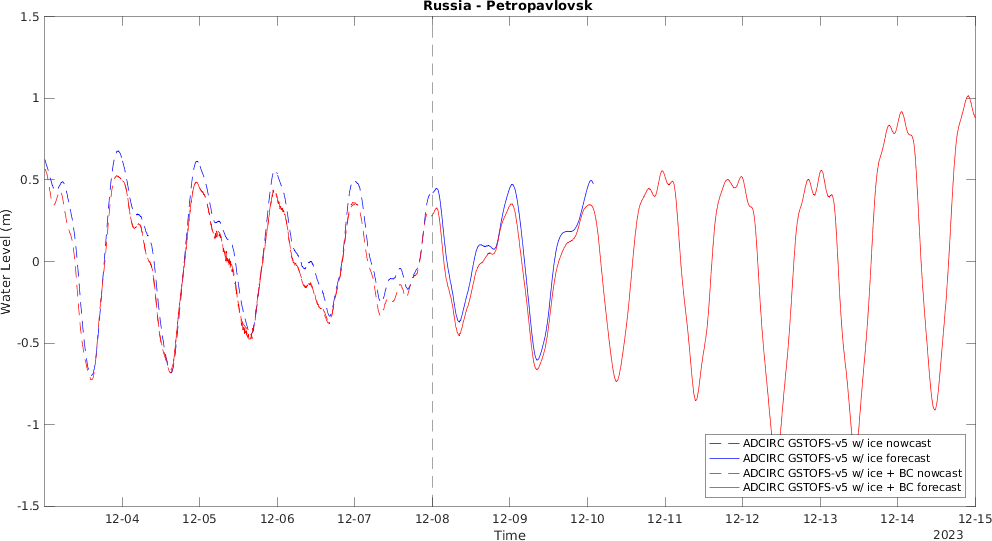 Russia - Petropavlovsk
1.5
1
0.5
0
-0.5
-1
-1.5
Water Level (m)
ADCIRC GSTOFS-v5 w/ ice nowcast
ADCIRC GSTOFS-v5 w/ ice forecast
ADCIRC GSTOFS-v5 w/ ice + BC nowcast
ADCIRC GSTOFS-v5 w/ ice + BC forecast
12-04 12-05 12-06 12-07 12-08 12-09 12-10 12-11 12-12 12-13 12-14 12-15
Time
2023